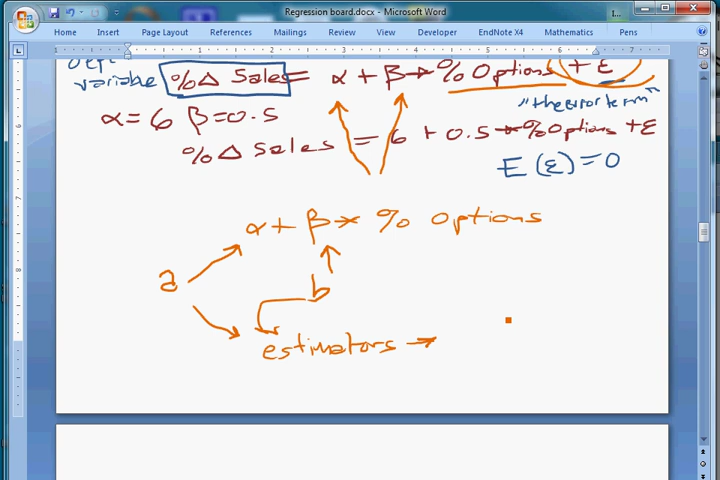 Regression board.docx - Microsoft Word
Home Page Layout References Mailings Review View Developer EndNote X4 Mathematics Pens
variable %Δ Sales = α + β * % Options + ε
"the error term"
α = 6 β = 0.5
%Δ Sales = 6 + 0.5 * % Options + ε
E(ε) = 0
α + β * % Options
a
b
estimators →